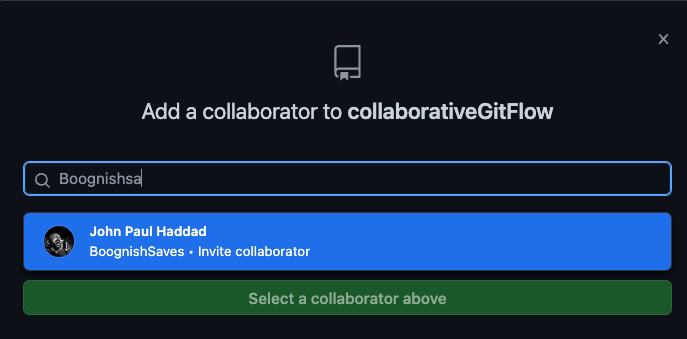 Add a collaborator to collaborativeGitFlow
Boognishsa
John Paul Haddad
BoognishSaves • Invite collaborator
Select a collaborator above